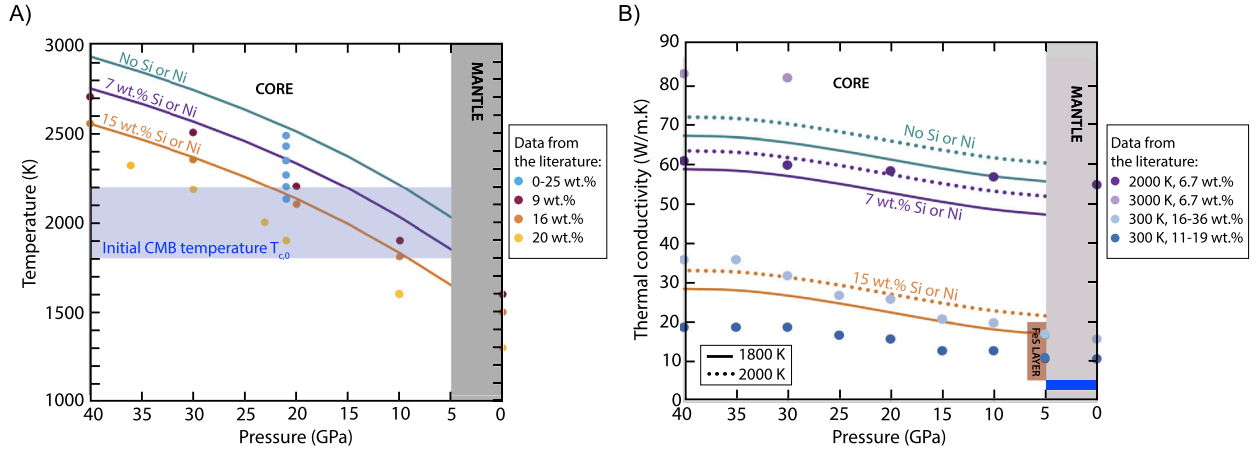 A)
3000
2500
2000
1500
1000
Temperature (K)
No Si or Ni
7 wt.% Si or Ni
15 wt.% Si or Ni
CORE
MANTLE
Initial CMB temperature Tc,0
40
35
30
25
20
15
10
5
0
Pressure (GPa)
Data from
the literature:
0-25 wt.%
9 wt.%
16 wt.%
20 wt.%
B)
90
80
70
60
50
40
30
20
10
0
Thermal conductivity (W/m.K)
CORE
MANTLE
No Si or Ni
7 wt.% Si or Ni
15 wt.% Si or Ni
FeS LAYER
1800 K
2000 K
40
35
30
25
20
15
10
5
0
Pressure (GPa)
Data from
the literature:
2000 K, 6.7 wt.%
3000 K, 6.7 wt.%
300 K, 16-36 wt.%
300 K, 11-19 wt.%